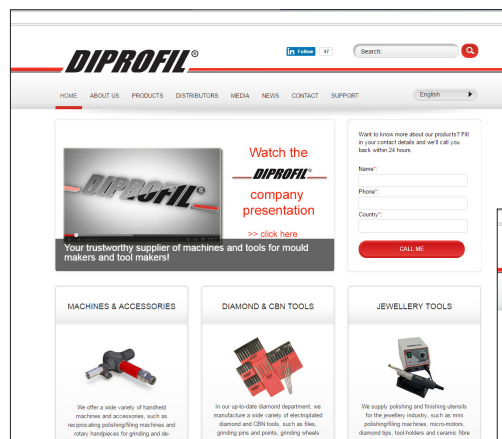 DIPROFIL®
in Follow 47
Search:
HOME ABOUT US PRODUCTS DISTRIBUTORS MEDIA NEWS CONTACT SUPPORT
English
DIPROFIL®
Watch the
DIPROFIL®
company
presentation
>> click here
Your trustworthy supplier of machines and tools for mould
makers and tool makers!
Want to know more about our products? Fill
in your contact details and we'll call you
back within 24 hours.
Name*:
Phone*:
Country*:
CALL ME
MACHINES & ACCESSORIES
We offer a wide variety of handheld
machines and accessories, such as
reciprocating polishing/filing machines and
rotary handpieces for grinding and de-
DIAMOND & CBN TOOLS
In our up-to-date diamond department, we
manufacture a wide variety of electroplated
diamond and CBN tools, such as files,
grinding pins and points, grinding wheels
JEWELLERY TOOLS
We supply polishing and finishing utensils
for the jewellery industry, such as mini
polishing/filing machines, micro-motors,
diamond tips, tool-holders and ceramic fibre